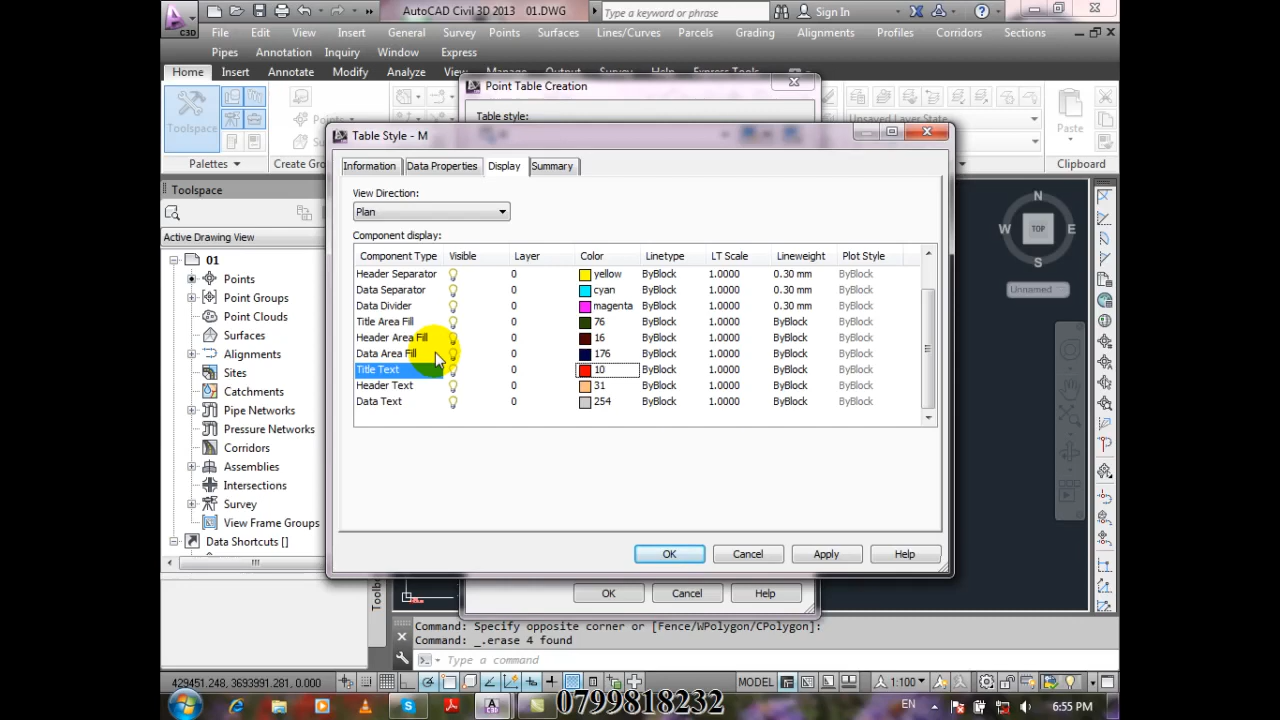 AutoCAD Civil 3D 2013 01.DWG
Type a keyword or phrase
Sign In
C3D
File Edit View Insert General Survey Points Surfaces Lines/Curves Parcels Grading Alignments Profiles Corridors Sections
Pipes Annotation Inquiry Window Express
Home Insert Annotate Modify Analyze View Manage Output Survey Help Express Tools
Toolspace
Points
Unsaved Layer State
Paste
Palettes
Create
Clipboard
Point Table Creation
Table style:
Table Style - M
Information Data Properties Display Summary
View Direction:
Plan
Component display:
Component Type Visible Layer Color Linetype LT Scale Lineweight Plot Style
Header Separator 0 yellow ByBlock 1.0000 0.30 mm ByBlock
Data Separator 0 cyan ByBlock 1.0000 0.30 mm ByBlock
Data Divider 0 magenta ByBlock 1.0000 0.30 mm ByBlock
Title Area Fill 0 76 ByBlock 1.0000 ByBlock ByBlock
Header Area Fill 0 16 ByBlock 1.0000 ByBlock ByBlock
Data Area Fill 0 176 ByBlock 1.0000 ByBlock ByBlock
Title Text 0 10 ByBlock 1.0000 ByBlock ByBlock
Header Text 0 31 ByBlock 1.0000 ByBlock ByBlock
Data Text 0 254 ByBlock 1.0000 ByBlock ByBlock
OK Cancel Apply Help
OK Cancel Help
Toolspace
Active Drawing View
01
Points
Point Groups
Point Clouds
Surfaces
Alignments
Sites
Catchments
Pipe Networks
Pressure Networks
Corridors
Assemblies
Intersections
Survey
View Frame Groups
Data Shortcuts []
N
W TOP E
S
Unnamed
Command: Specify opposite corner or [Fence/WPolygon/CPolygon]:
Command: _.erase 4 found
Type a command
429451.248, 3693991.281, 0.000
MODEL
1:100
0799818232
EN
6:55 PM